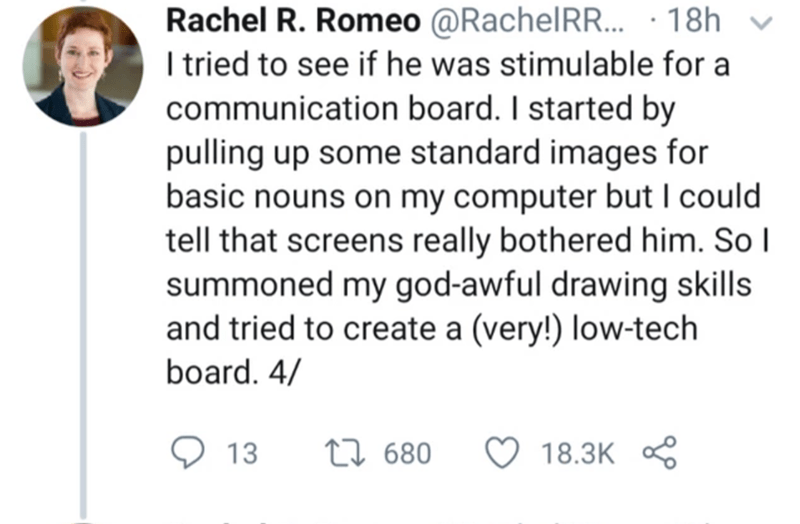 Rachel R. Romeo @RachelRR... · 18h
I tried to see if he was stimulable for a
communication board. I started by
pulling up some standard images for
basic nouns on my computer but I could
tell that screens really bothered him. So I
summoned my god-awful drawing skills
and tried to create a (very!) low-tech
board. 4/
13 680 18.3K